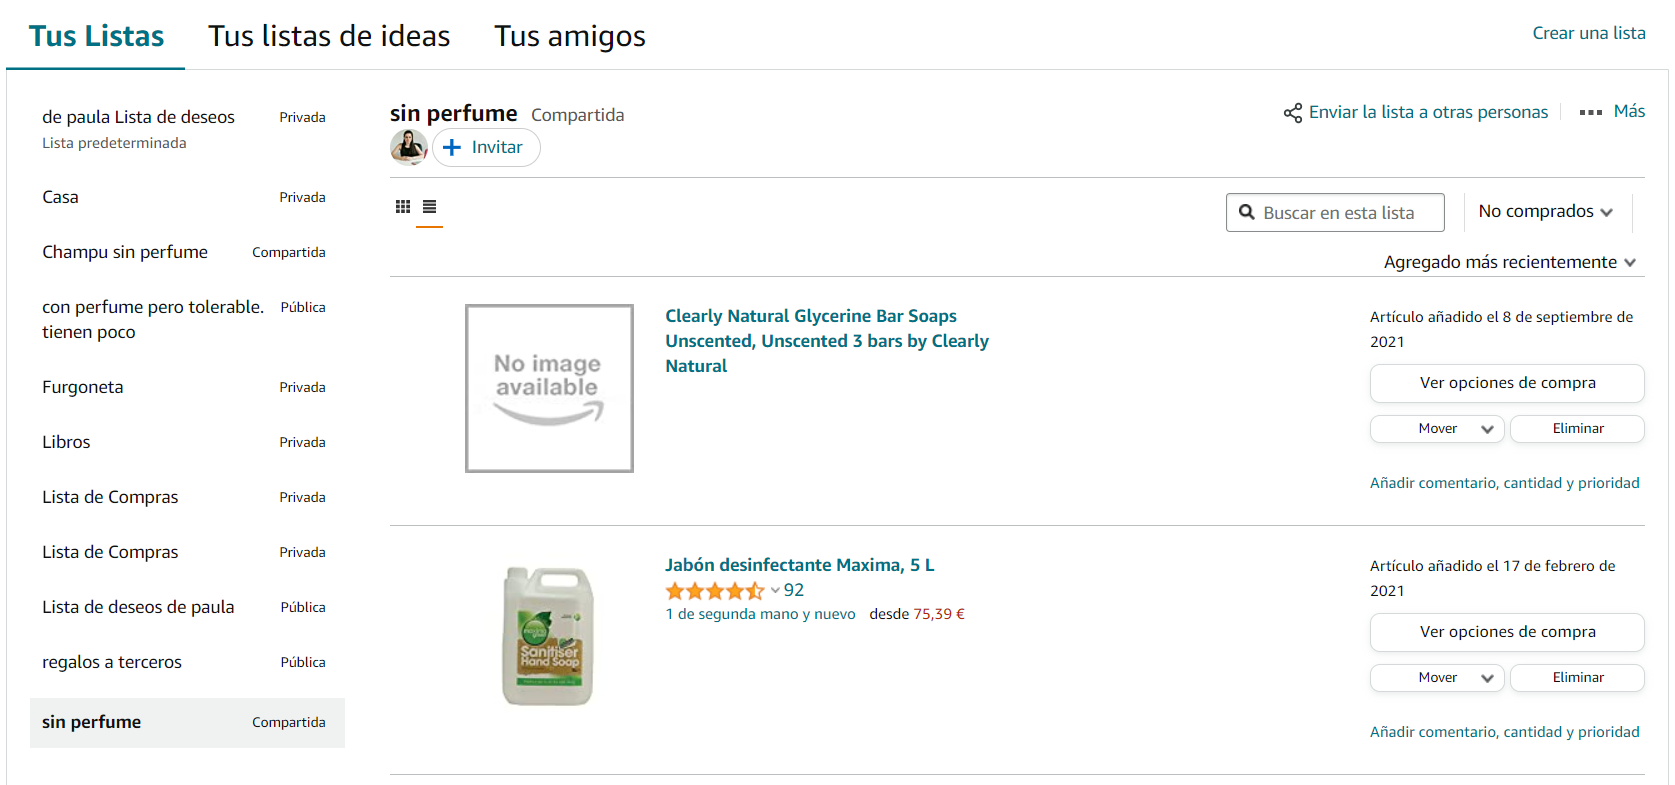 Tus Listas
Tus listas de ideas
Tus amigos
Crear una lista
de paula Lista de deseos
Privada
Lista predeterminada
Casa
Privada
Champu sin perfume
Compartida
con perfume pero tolerable.
tienen poco
Pública
Furgoneta
Privada
Libros
Privada
Lista de Compras
Privada
Lista de Compras
Privada
Lista de deseos de paula
Pública
regalos a terceros
Pública
sin perfume
Compartida
sin perfume
Compartida
Enviar la lista a otras personas
Más
Invitar
Buscar en esta lista
No comprados
Agregado más recientemente
No image
available
Clearly Natural Glycerine Bar Soaps
Unscented, Unscented 3 bars by Clearly
Natural
Artículo añadido el 8 de septiembre de
2021
Ver opciones de compra
Mover
Eliminar
Añadir comentario, cantidad y prioridad
Sanitiser
Hand Soap
Jabón desinfectante Maxima, 5 L
92
1 de segunda mano y nuevo desde 75,39 €
Artículo añadido el 17 de febrero de
2021
Ver opciones de compra
Mover
Eliminar
Añadir comentario, cantidad y prioridad